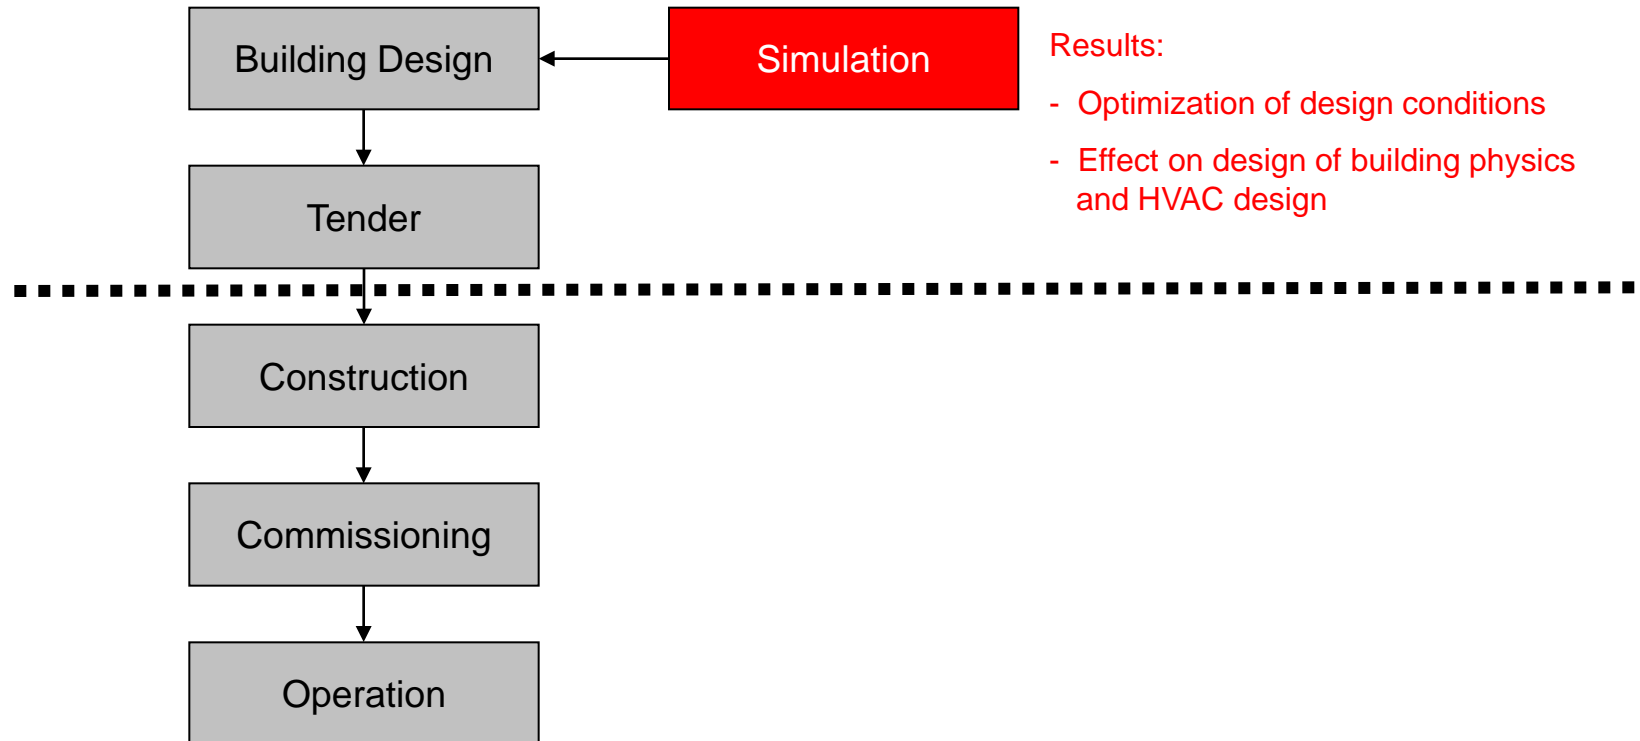 Building Design
Simulation
Results:
- Optimization of design conditions
- Effect on design of building physics
and HVAC design
Tender
Construction
Commissioning
Operation